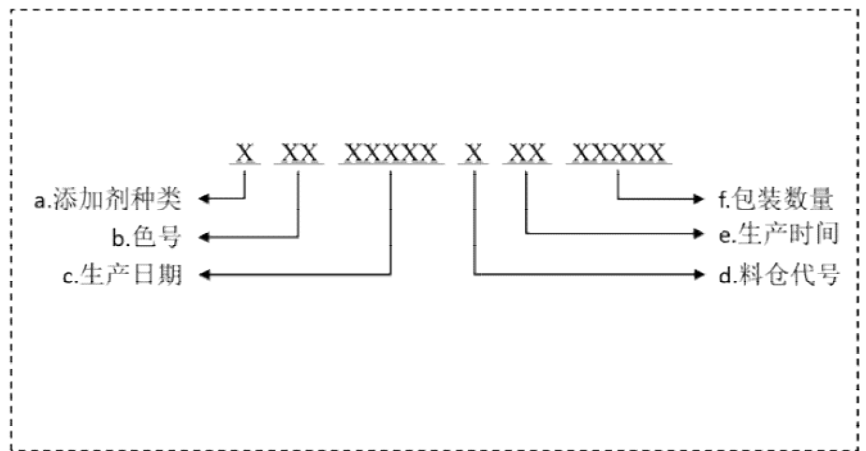 X XX XXXXX X XX XXXXX
a.添加剂种类
f.包装数量
b.色号
e.生产时间
c.生产日期
d.料仓代号